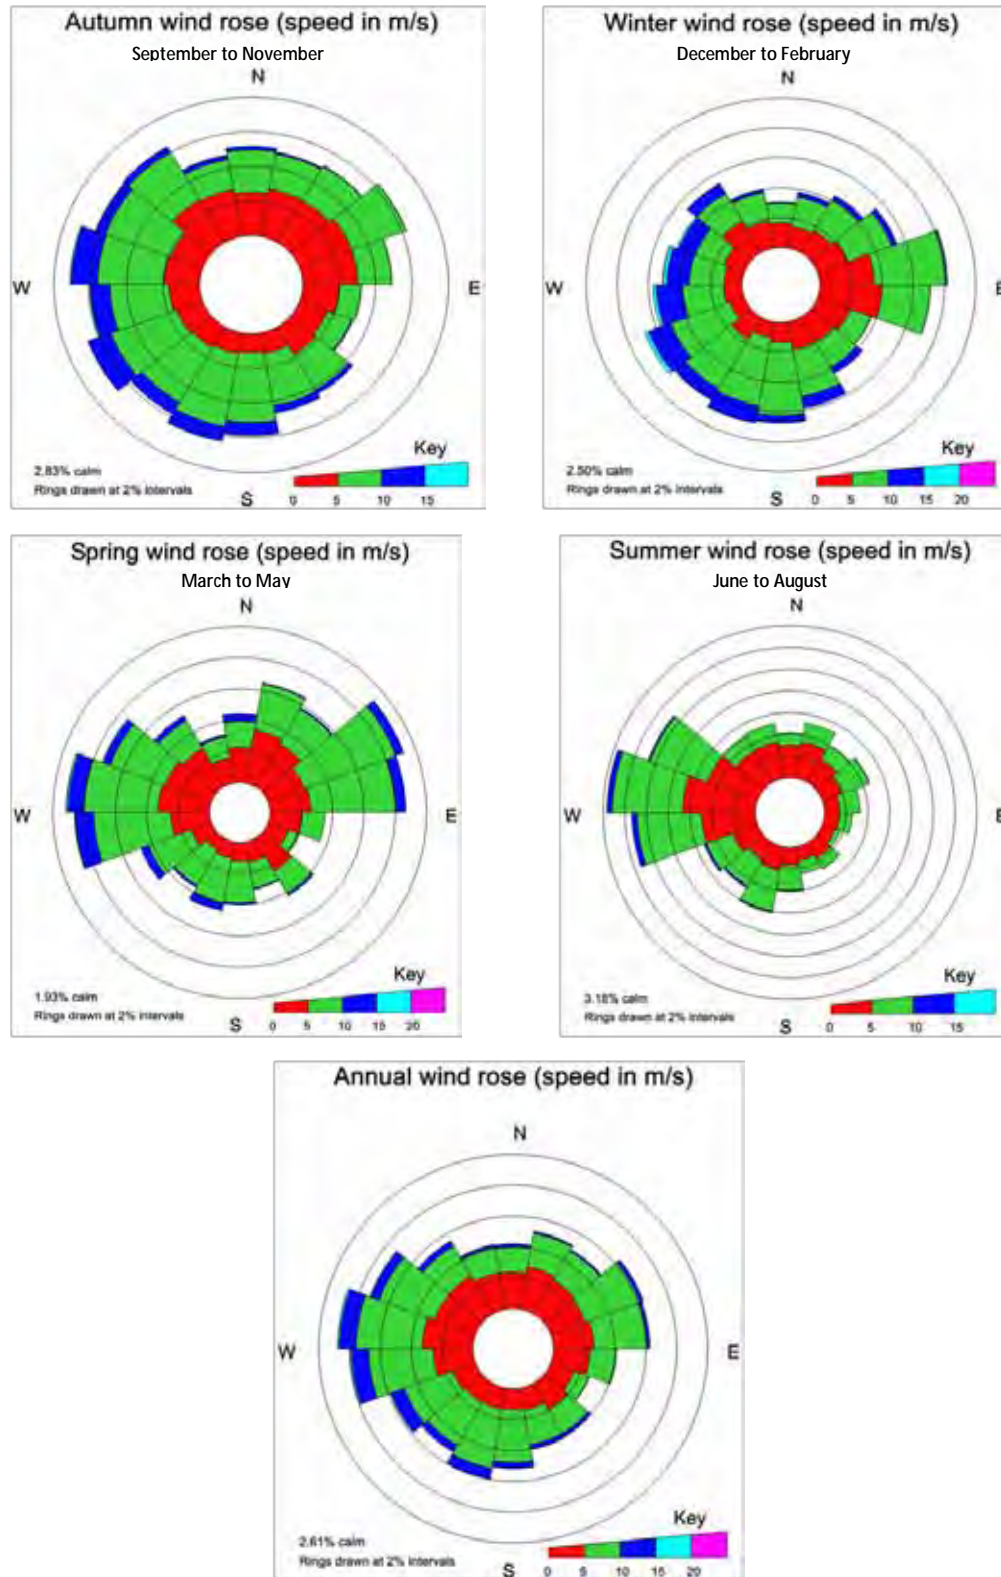 Autumn wind rose (speed in m/s)
September to November
N
W
E
S
2.83% calm
Rings drawn at 2% intervals
Key
0 5 10 15
Winter wind rose (speed in m/s)
December to February
N
W
E
S
2.50% calm
Rings drawn at 2% intervals
Key
0 5 10 15 20
Spring wind rose (speed in m/s)
March to May
N
W
E
S
1.93% calm
Rings drawn at 2% intervals
Key
0 5 10 15 20
Summer wind rose (speed in m/s)
June to August
N
W
E
S
3.18% calm
Rings drawn at 2% intervals
Key
0 5 10 15
Annual wind rose (speed in m/s)
N
W
E
S
2.61% calm
Rings drawn at 2% intervals
Key
0 5 10 15 20